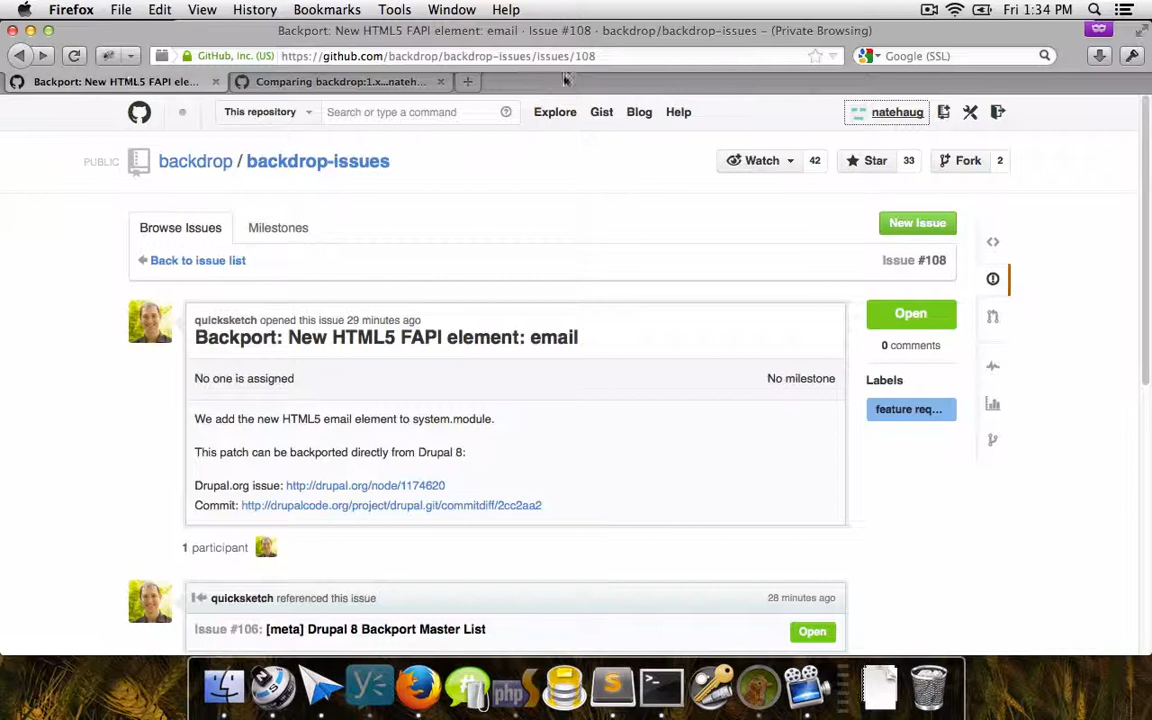 Firefox File Edit View History Bookmarks Tools Window Help Fri 1:34 PM
Backport: New HTML5 FAPI element: email · Issue #108 · backdrop/backdrop-issues – (Private Browsing)
GitHub, Inc. (US) https://github.com/backdrop/backdrop-issues/issues/108 Google (SSL)
Backport: New HTML5 FAPI ele... Comparing backdrop:1.x...nateh...
This repository Search or type a command Explore Gist Blog Help natehaug
PUBLIC backdrop / backdrop-issues Watch 42 Star 33 Fork 2
Browse Issues Milestones New Issue
Back to issue list Issue #108
quicksketch opened this issue 29 minutes ago
Backport: New HTML5 FAPI element: email
Open
0 comments
No one is assigned No milestone
Labels
feature req...
We add the new HTML5 email element to system.module.
This patch can be backported directly from Drupal 8:
Drupal.org issue: http://drupal.org/node/1174620
Commit: http://drupalcode.org/project/drupal.git/commitdiff/2cc2aa2
1 participant
quicksketch referenced this issue 28 minutes ago
Issue #106: [meta] Drupal 8 Backport Master List Open
php